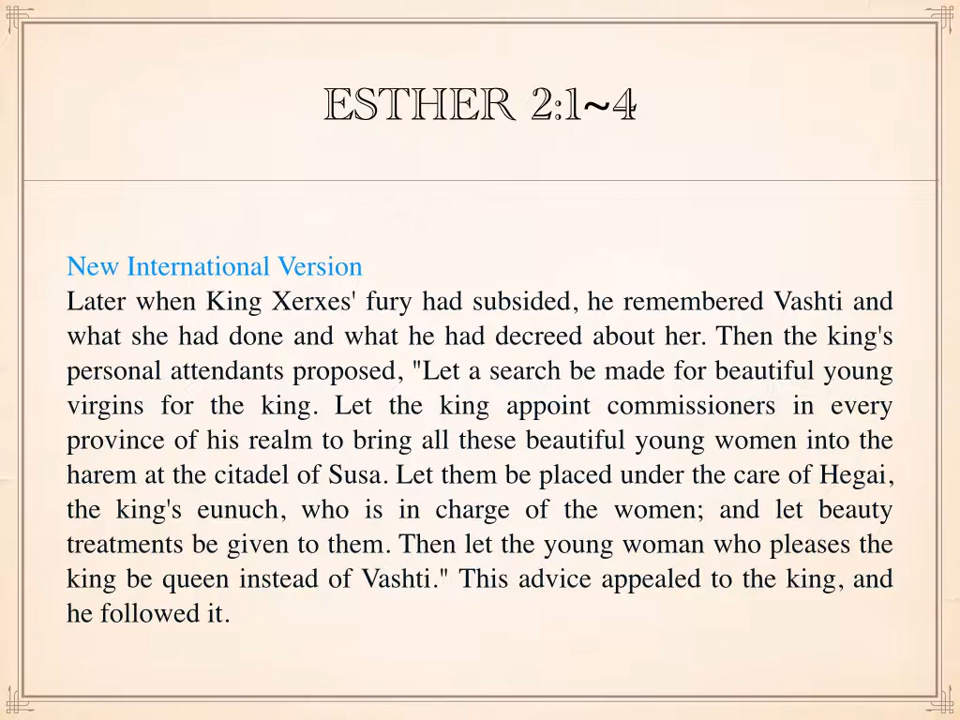 ESTHER 2:1~4
New International Version
Later when King Xerxes' fury had subsided, he remembered Vashti and
what she had done and what he had decreed about her. Then the king's
personal attendants proposed, "Let a search be made for beautiful young
virgins for the king. Let the king appoint commissioners in every
province of his realm to bring all these beautiful young women into the
harem at the citadel of Susa. Let them be placed under the care of Hegai,
the king's eunuch, who is in charge of the women; and let beauty
treatments be given to them. Then let the young woman who pleases the
king be queen instead of Vashti." This advice appealed to the king, and
he followed it.